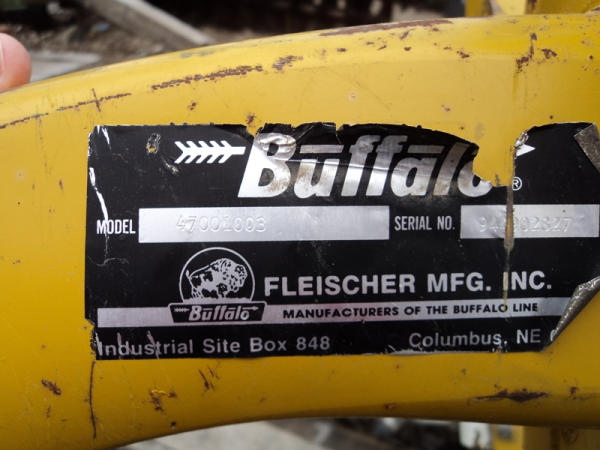 Buffalo®
MODEL 47001003 SERIAL NO.
FLEISCHER MFG. INC.
Buffalo MANUFACTURERS OF THE BUFFALO LINE
Industrial Site Box 848 Columbus, NE